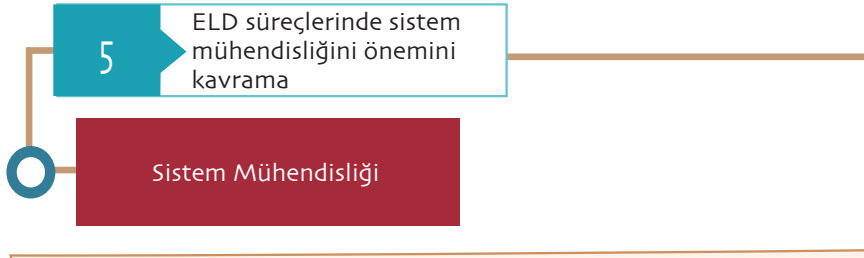 5
ELD süreçlerinde sistem
mühendisliğini önemini
kavrama
Sistem Mühendisliği